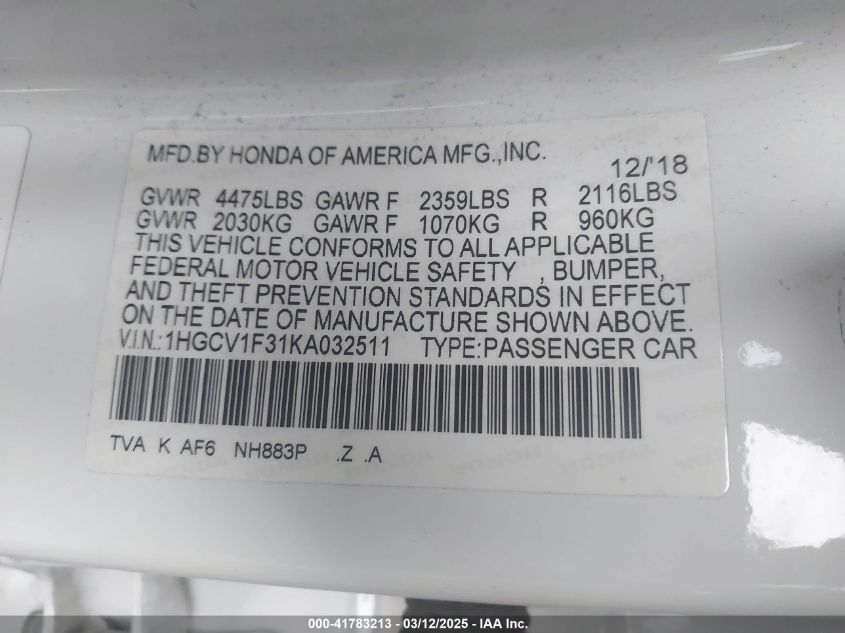 MFD.BY HONDA OF AMERICA MFG.,INC.
12/'18
GVWR 4475LBS GAWR F 2359LBS R 2116LBS
GVWR 2030KG GAWR F 1070KG R 960KG
THIS VEHICLE CONFORMS TO ALL APPLICABLE
FEDERAL MOTOR VEHICLE SAFETY , BUMPER,
AND THEFT PREVENTION STANDARDS IN EFFECT
ON THE DATE OF MANUFACTURE SHOWN ABOVE.
V.I.N.:1HGCV1F31KA032511 TYPE:PASSENGER CAR
TVA K AF6 NH883P .Z .A
000-41783213 - 03/12/2025 - IAA Inc.